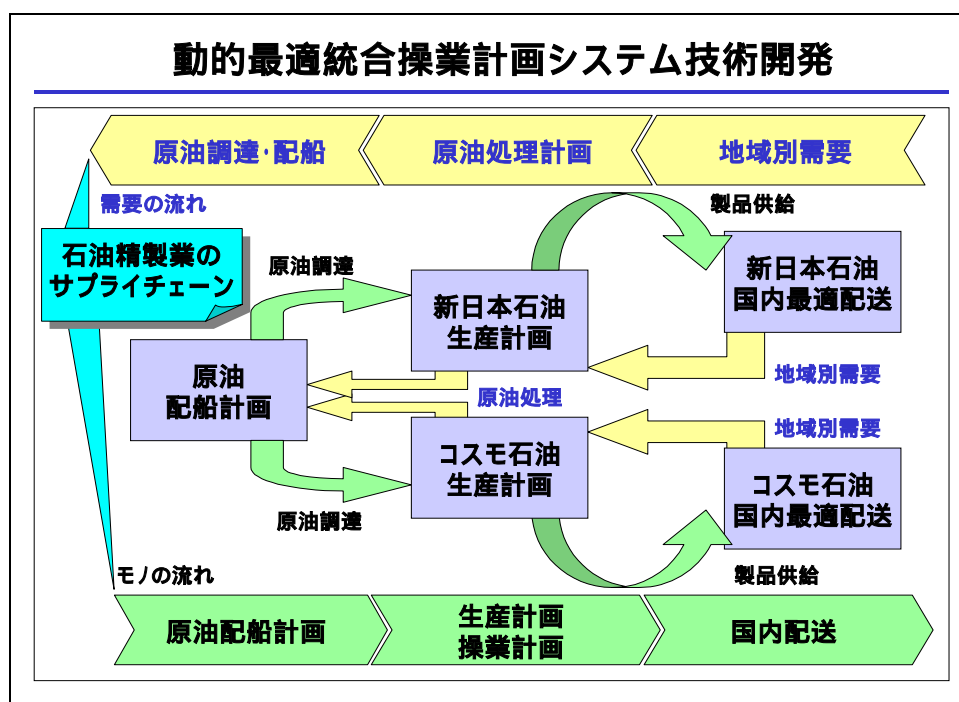 動的最適統合操業計画システム技術開発
原油調達・配船
原油処理計画
地域別需要
需要の流れ
製品供給
石油精製業の
サプライチェーン
原油調達
新日本石油
生産計画
新日本石油
国内最適配送
原油
配船計画
原油処理
地域別需要
地域別需要
コスモ石油
生産計画
コスモ石油
国内最適配送
原油調達
モノの流れ
製品供給
原油配船計画
生産計画
操業計画
国内配送